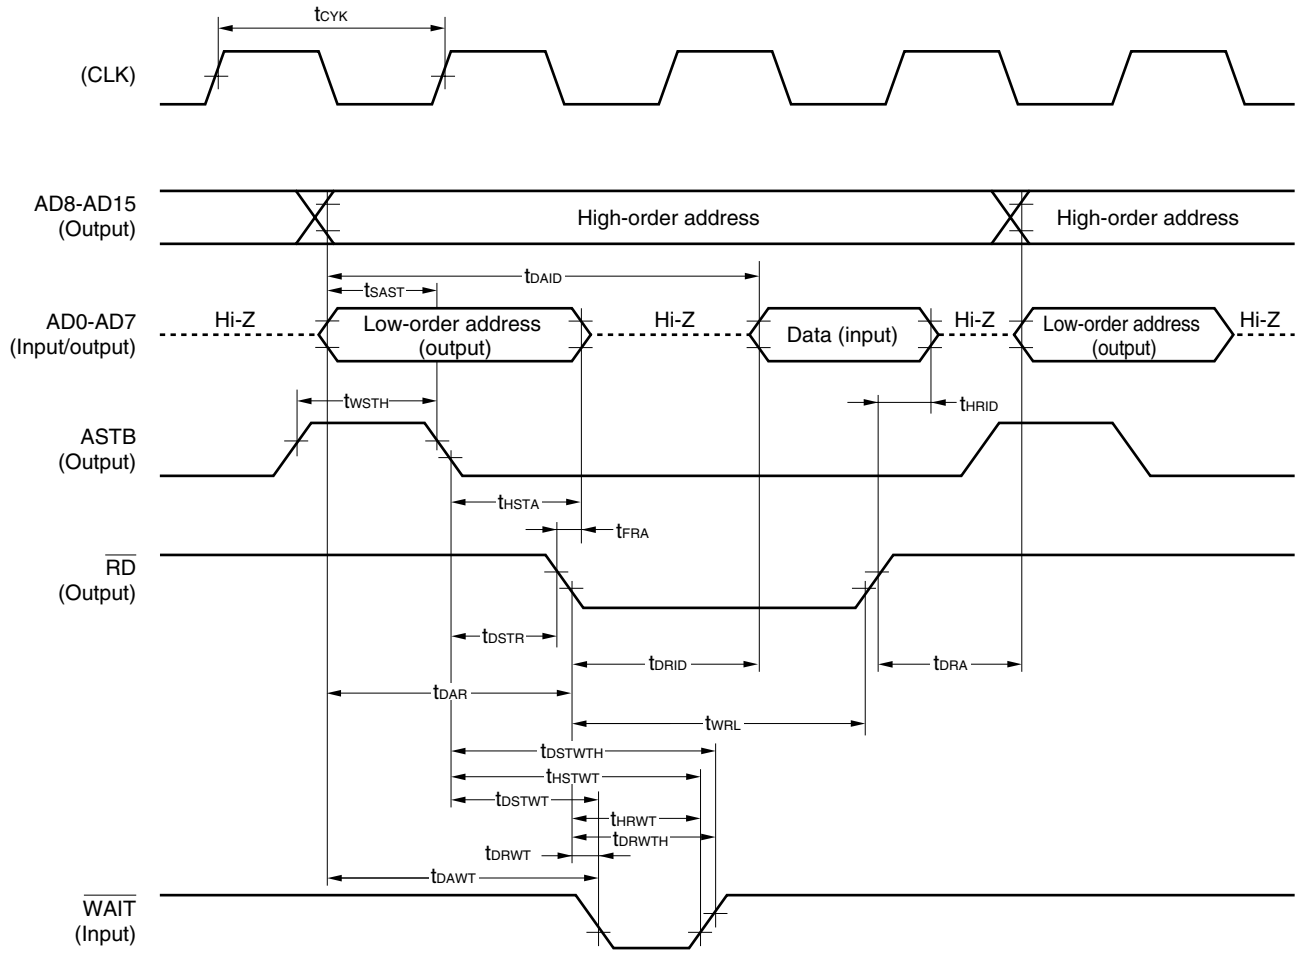 tCYK
(CLK)
AD8-AD15
(Output)
High-order address
High-order address
tDAID
tSAST
AD0-AD7
(Input/output)
Hi-Z
Low-order address
(output)
Hi-Z
Data (input)
Hi-Z
Low-order address
(output)
Hi-Z
tWSTH
tHRID
ASTB
(Output)
tHSTA
tFRA
RD
(Output)
tDSTR
tDRID
tDRA
tDAR
tWRL
tDSTWTH
tHSTWT
tDSTWT
tHRWT
tDRWTH
tDRWT
tDAWT
WAIT
(Input)